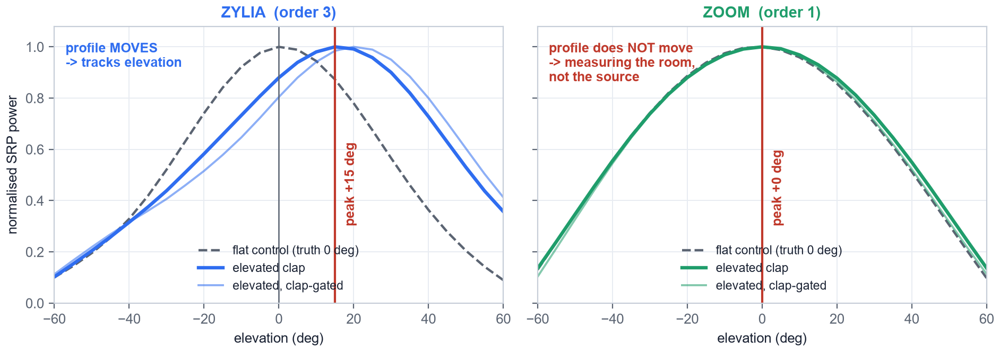 ZYLIA  (order 3)
profile MOVES
-> tracks elevation
peak +15 deg
flat control (truth 0 deg)
elevated clap
elevated, clap-gated
normalised SRP power
1.0
0.8
0.6
0.4
0.2
0.0
−60
−40
−20
0
20
40
60
elevation (deg)
ZOOM  (order 1)
profile does NOT move
-> measuring the room,
not the source
peak +0 deg
flat control (truth 0 deg)
elevated clap
elevated, clap-gated
−60
−40
−20
0
20
40
60
elevation (deg)